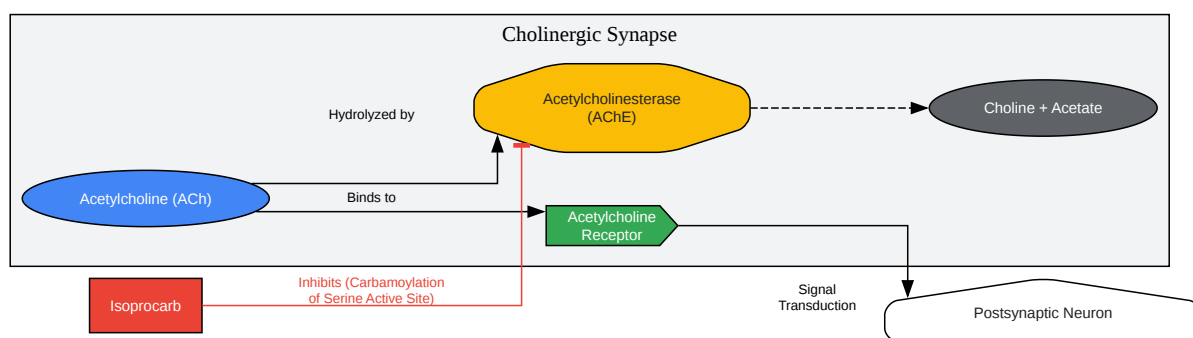 Cholinergic Synapse
Acetylcholinesterase
(AChE)
Choline + Acetate
Hydrolyzed by
Acetylcholine (ACh)
Binds to
Acetylcholine
Receptor
Inhibits (Carbamoylation
of Serine Active Site)
Isoprocarb
Signal
Transduction
Postsynaptic Neuron